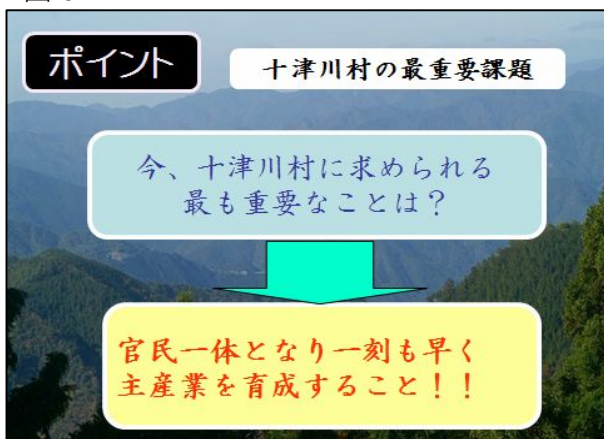 ポイント
十津川村の最重要課題
今、十津川村に求められる
最も重要なことは?
官民一体となり一刻も早く
主産業を育成すること!!